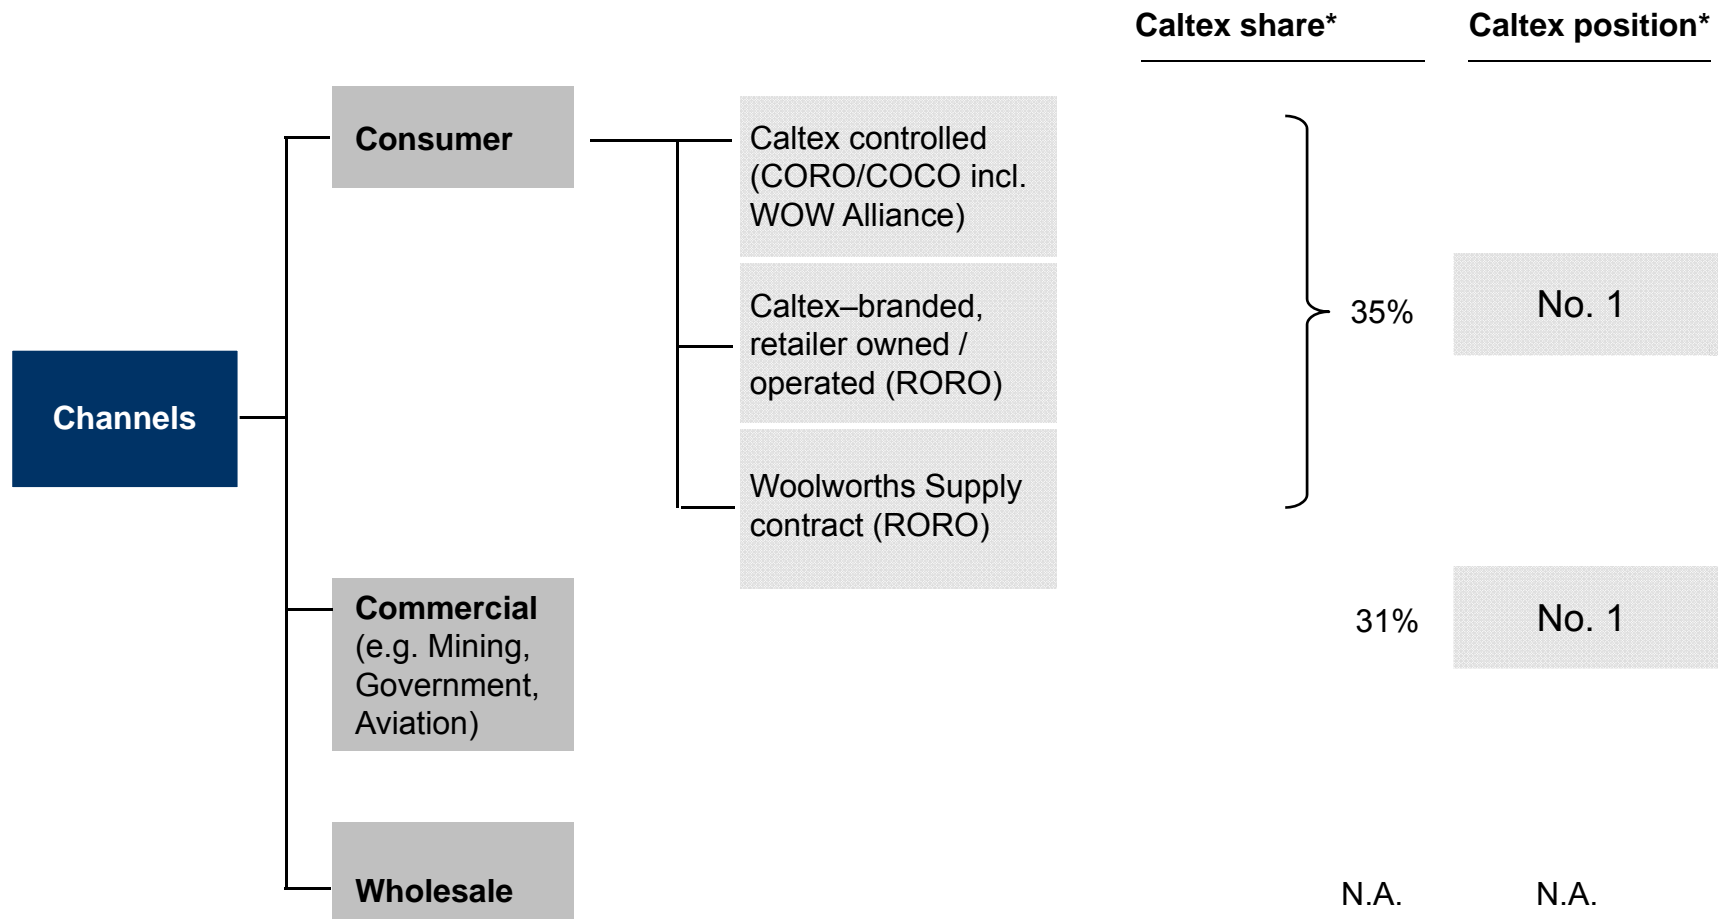 Caltex share*
Caltex position*
Consumer
Caltex controlled
(CORO/COCO incl.
WOW Alliance)
Caltex–branded,
retailer owned /
operated (RORO)
35%
No. 1
Channels
Woolworths Supply
contract (RORO)
Commercial
(e.g. Mining,
Government,
Aviation)
31%
No. 1
Wholesale
N.A.
N.A.